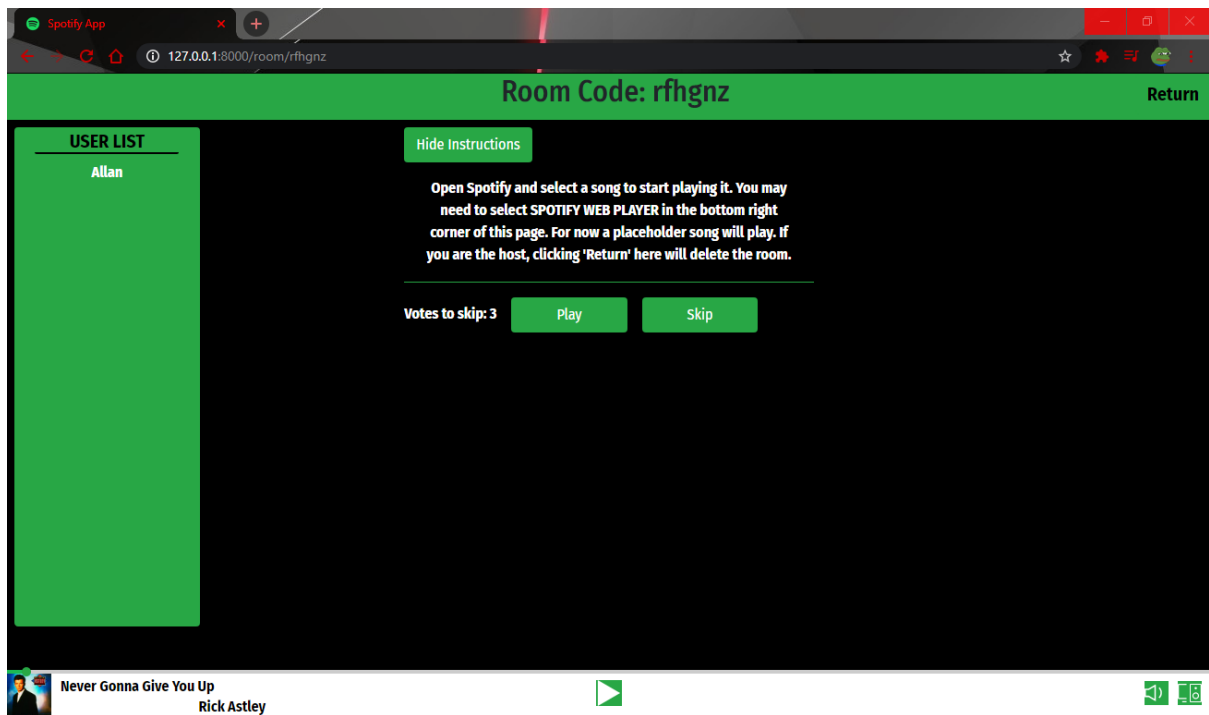 Spotify App
127.0.0.1:8000/room/rfhgnz
Room Code: rfhgnz
Return
USER LIST
Allan
Hide Instructions
Open Spotify and select a song to start playing it. You may
need to select SPOTIFY WEB PLAYER in the bottom right
corner of this page. For now a placeholder song will play. If
you are the host, clicking 'Return' here will delete the room.
Votes to skip: 3
Play
Skip
Never Gonna Give You Up
Rick Astley